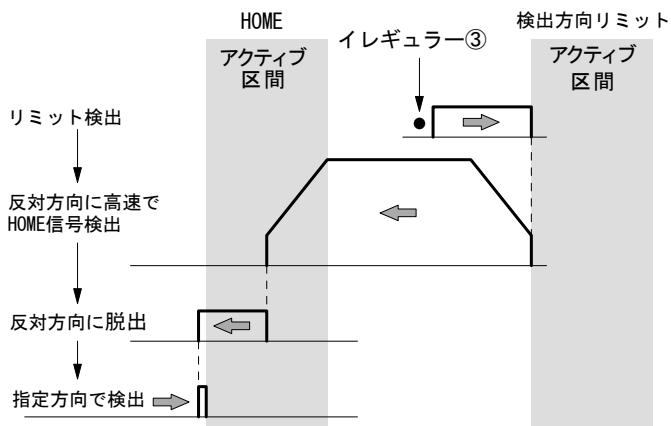 HOME
イレギュラー③
検出方向リミット
アクティブ
区間
アクティブ
区間
リミット検出
反対方向に高速で
HOME信号検出
反対方向に脱出
指定方向で検出